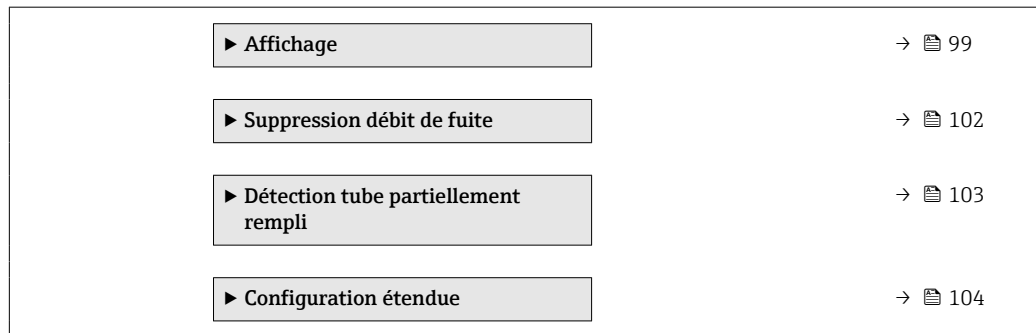 ► Affichage → 99
► Suppression débit de fuite → 102
► Détection tube partiellement → 103
rempli
► Configuration étendue → 104